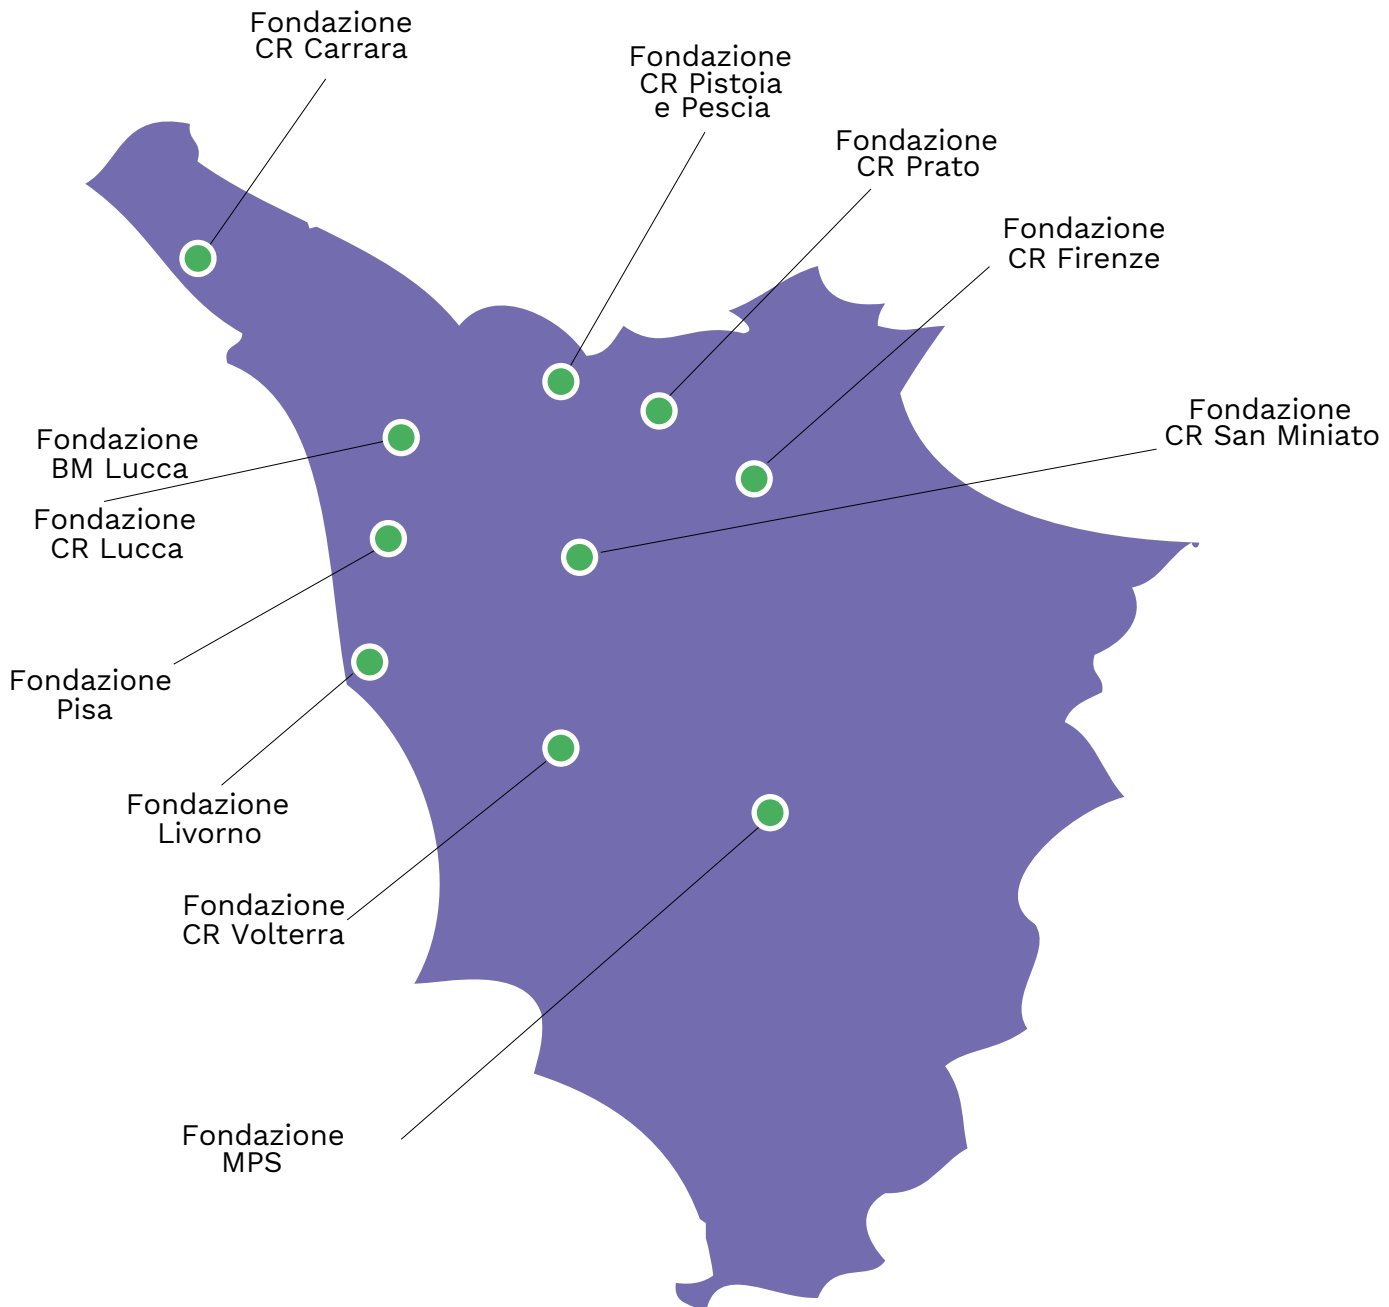 Fondazione
CR Carrara
Fondazione
CR Pistoia
e Pescia
Fondazione
CR Prato
Fondazione
CR Firenze
Fondazione
CR San Miniato
Fondazione
BM Lucca
Fondazione
CR Lucca
Fondazione
Pisa
Fondazione
Livorno
Fondazione
CR Volterra
Fondazione
MPS